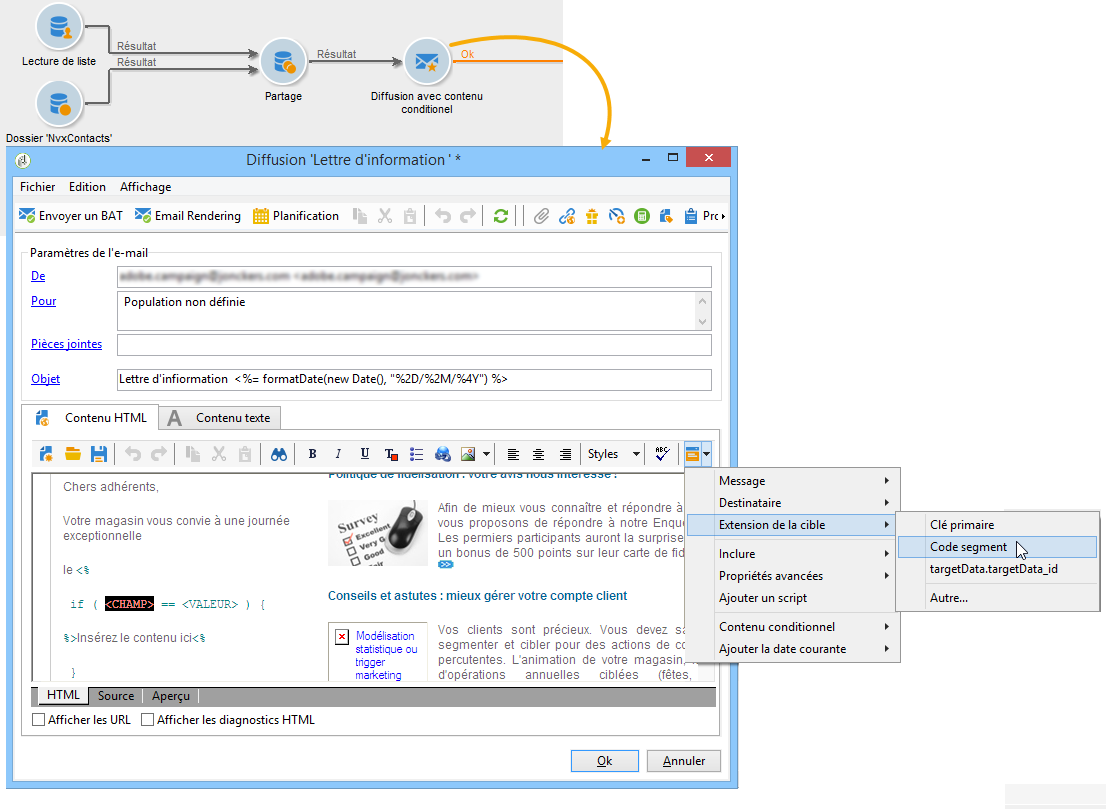 Lecture de liste
Résultat
Résultat
Partage
Résultat
Diffusion avec contenu
conditionel
Ok
Dossier 'NvxContacts'
Diffusion 'Lettre d'information ' *
Fichier Edition Affichage
Envoyer un BAT Email Rendering Planification Prc
Paramètres de l'e-mail
De
Pour
Population non définie
Pièces jointes
Objet
Lettre d'infiormation <%= formatDate(new Date(), "%2D/%2M/%4Y") %>
Contenu HTML
A Contenu texte
B I U T Styles ABC
Chers adhérents,
Votre magasin vous convie à une journée
exceptionnelle
le <%
if ( <CHAMP> == <VALEUR> ) {
%>Insérez le contenu ici<%
}
Politique de fidélisation : votre avis nous intéresse !
Survey
Excellent
Very G
Good
Afin de mieux vous connaître et répondre à
vous proposons de répondre à notre Enqu
Les permiers participants auront la surprise
un bonus de 500 points sur leur carte de fid
Conseils et astutes : mieux gérer votre compte client
Modélisation
statistique ou
trigger
marketing
Vos clients sont précieux. Vous devez sa
segmenter et cibler pour des actions de co
percutentes. L'animation de votre magasin,
d'opérations annuelles ciblées (fêtes,
Message
Destinataire
Extension de la cible
Inclure
Propriétés avancées
Ajouter un script
Contenu conditionnel
Ajouter la date courante
Clé primaire
Code segment
targetData.targetData_id
Autre...
HTML Source Aperçu
Afficher les URL Afficher les diagnostics HTML
Ok Annuler